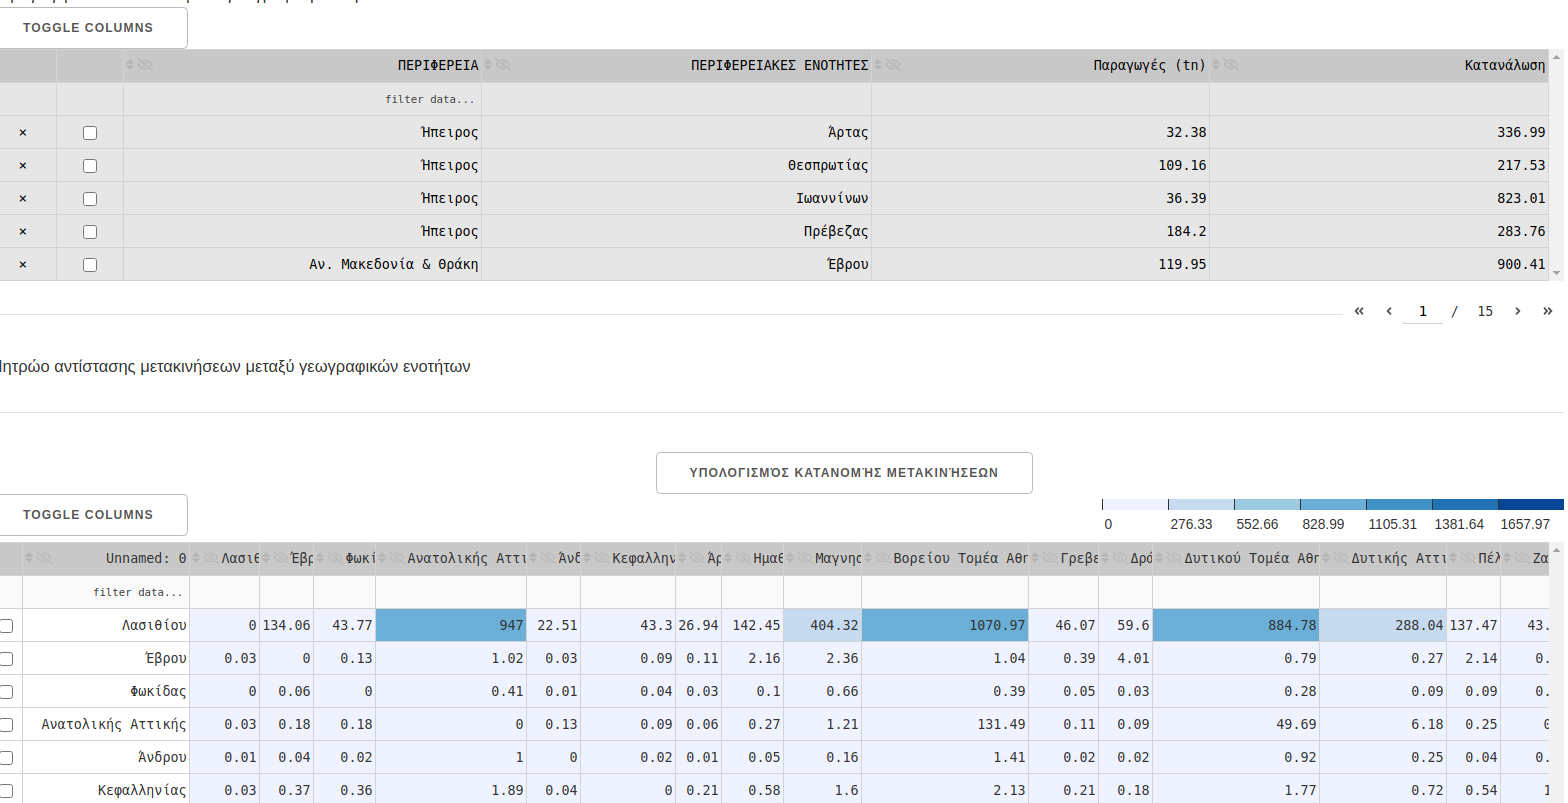 TOGGLE COLUMNS
ΠΕΡΙΦΕΡΕΙΑ ΠΕΡΙΦΕΡΕΙΑΚΕΣ ΕΝΟΤΗΤΕΣ Παραγωγές (tn) Κατανάλωση
filter data...
× Ήπειρος Άρτας 32.38 336.99
× Ήπειρος Θεσπρωτίας 109.16 217.53
× Ήπειρος Ιωαννίνων 36.39 823.01
× Ήπειρος Πρέβεζας 184.2 283.76
× Αν. Μακεδονία & Θράκη Έβρου 119.95 900.41
« ‹ 1 / 15 › »
ητρώο αντίστασης μετακινήσεων μεταξύ γεωγραφικών ενοτήτων
ΥΠΟΛΟΓΙΣΜΌΣ ΚΑΤΑΝΟΜΉΣ ΜΕΤΑΚΙΝΉΣΕΩΝ
TOGGLE COLUMNS
0 276.33 552.66 828.99 1105.31 1381.64 1657.97
Unnamed: 0 Λασιθ Έβρ Φωκί Ανατολικής Αττι Άνδ Κεφαλλην Άρ Ημαθ Μαγνησ Βορείου Τομέα Αθη Γρεβε Δρά Δυτικού Τομέα Αθη Δυτικής Αττι Πέλ Ζα
filter data...
Λασιθίου 0 134.06 43.77 947 22.51 43.3 26.94 142.45 404.32 1070.97 46.07 59.6 884.78 288.04 137.47 43.
Έβρου 0.03 0 0.13 1.02 0.03 0.09 0.11 2.16 2.36 1.04 0.39 4.01 0.79 0.27 2.14 0.
Φωκίδας 0 0.06 0 0.41 0.01 0.04 0.03 0.1 0.66 0.39 0.05 0.03 0.28 0.09 0.09 0.
Ανατολικής Αττικής 0.03 0.18 0.18 0 0.13 0.09 0.06 0.27 1.21 131.49 0.11 0.09 49.69 6.18 0.25 0
Άνδρου 0.01 0.04 0.02 1 0 0.02 0.01 0.05 0.16 1.41 0.02 0.02 0.92 0.25 0.04 0.
Κεφαλληνίας 0.03 0.37 0.36 1.89 0.04 0 0.21 0.58 1.6 2.13 0.21 0.18 1.77 0.72 0.54 1